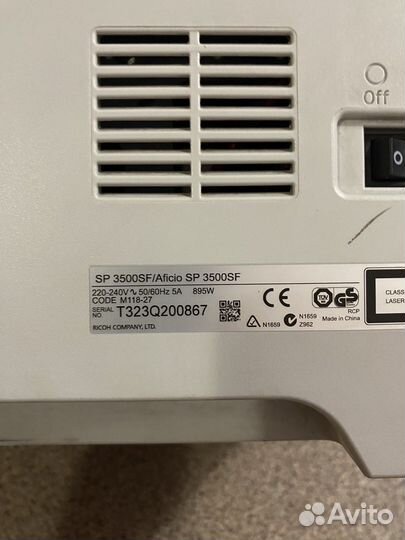 Off
SP 3500SF/Aficio SP 3500SF
220-240V ∿ 50/60Hz 5A 895W
CODE M118-27
SERIAL NO. T323Q200867
RICOH COMPANY, LTD.
CE
GS
N1659
N1659
Z962
RCP
Made in China
CLASS
LASER
Avito